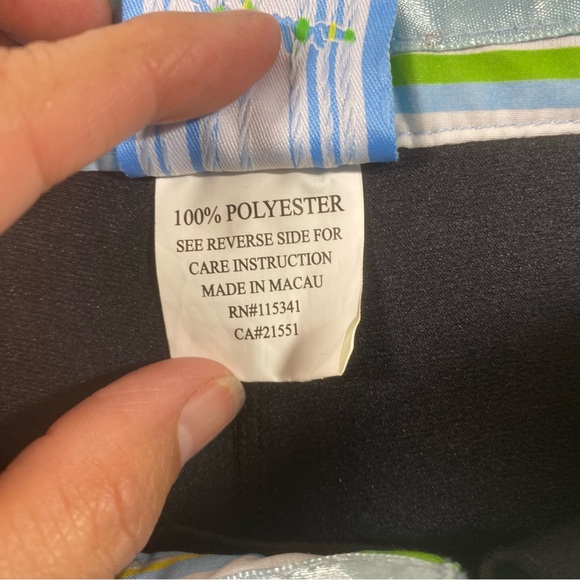 100% POLYESTER
SEE REVERSE SIDE FOR
CARE INSTRUCTION
MADE IN MACAU
RN#115341
CA#21551